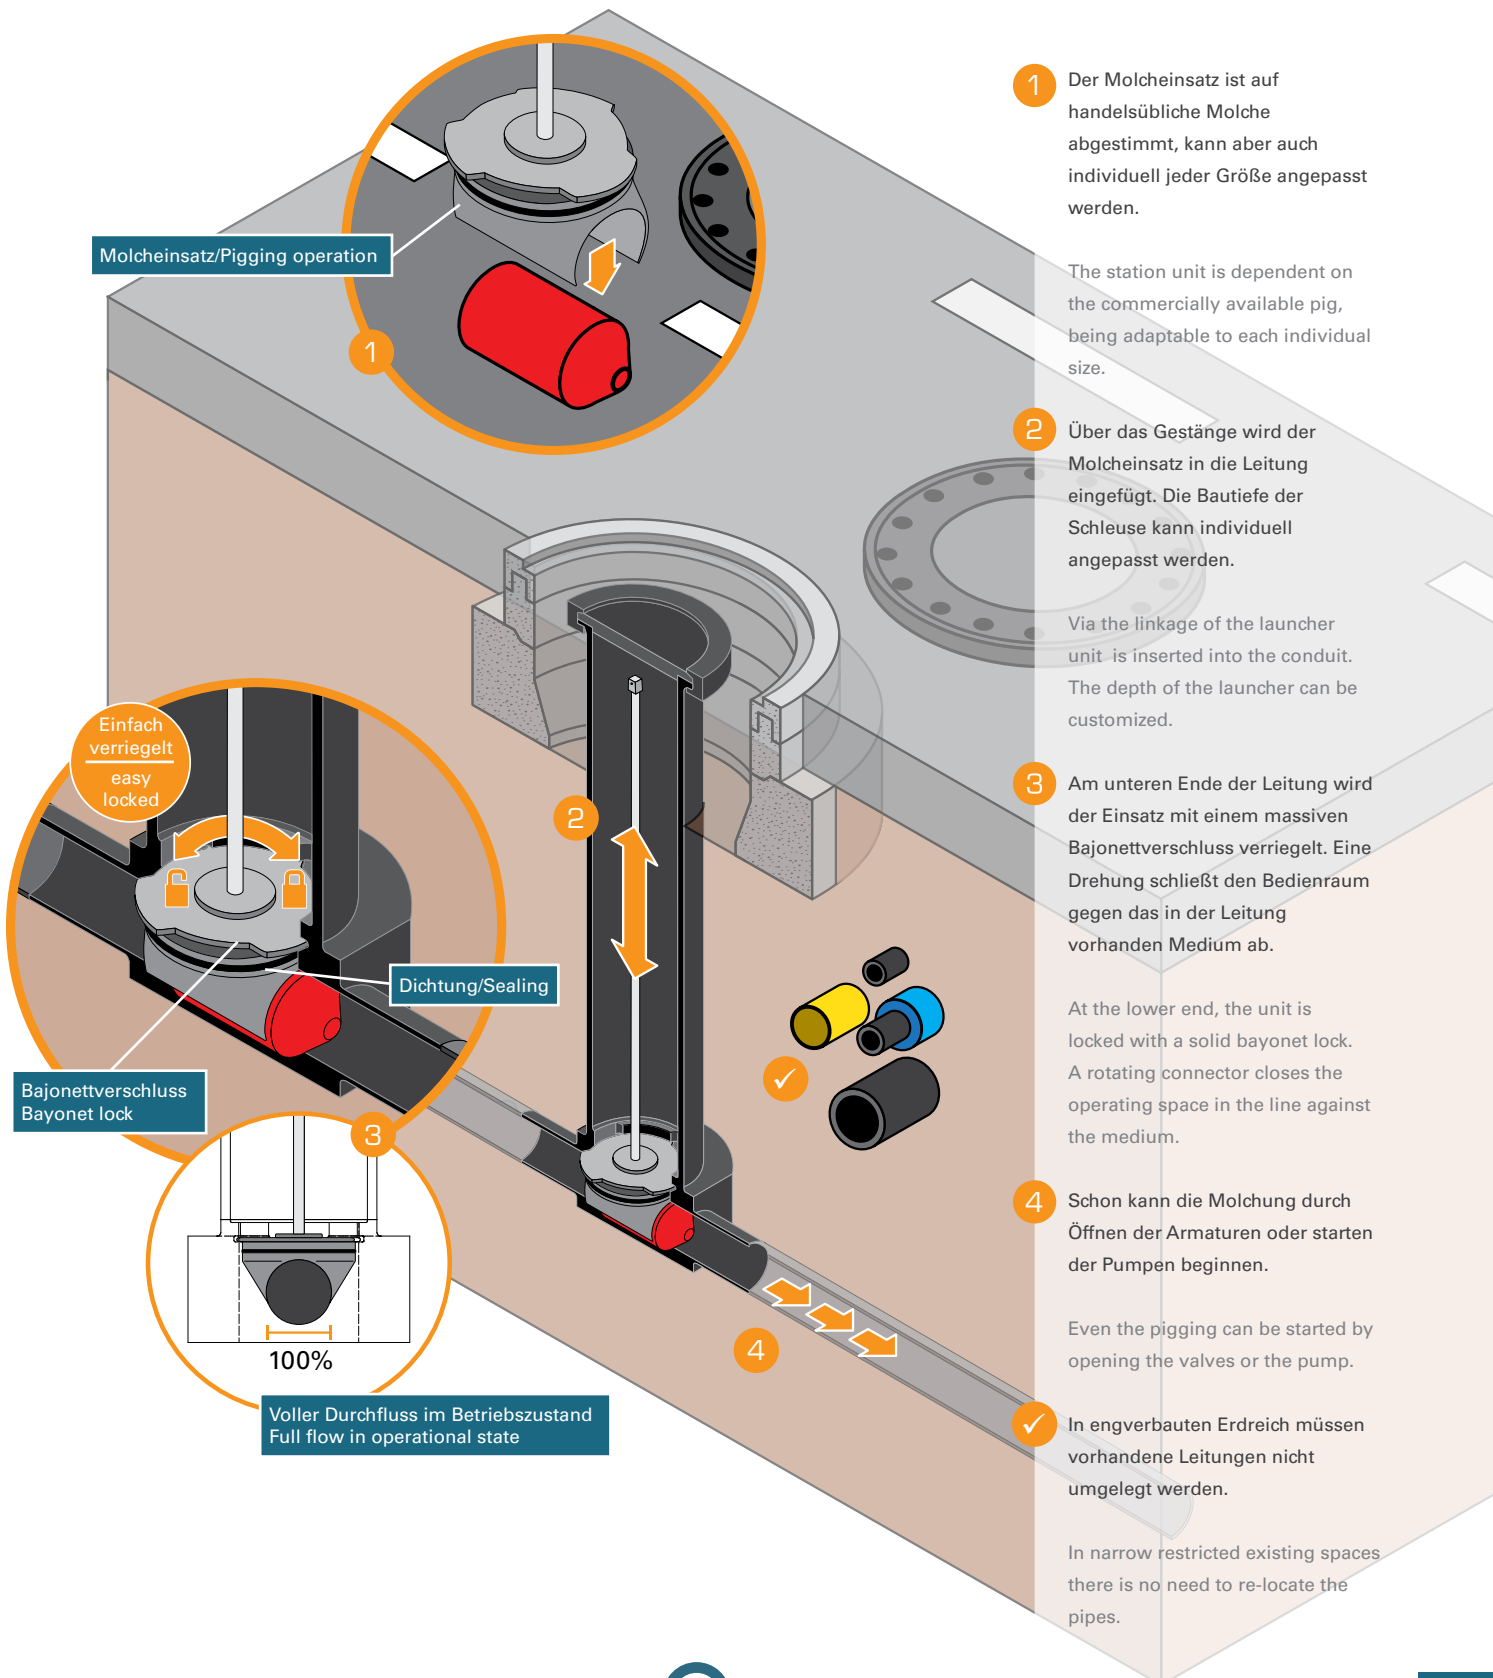 Molcheinsatz/Pigging operation
1
Einfach
verriegelt
easy
locked
2
Dichtung/Sealing
Bajonettverschluss
Bayonet lock
3
100%
Voller Durchfluss im Betriebszustand
Full flow in operational state
4
1
Der Molcheinsatz ist auf
handelsübliche Molche
abgestimmt, kann aber auch
individuell jeder Größe angepasst
werden.
The station unit is dependent on
the commercially available pig,
being adaptable to each individual
size.
2
Über das Gestänge wird der
Molcheinsatz in die Leitung
eingefügt. Die Bautiefe der
Schleuse kann individuell
angepasst werden.
Via the linkage of the launcher
unit is inserted into the conduit.
The depth of the launcher can be
customized.
3
Am unteren Ende der Leitung wird
der Einsatz mit einem massiven
Bajonettverschluss verriegelt. Eine
Drehung schließt den Bedienraum
gegen das in der Leitung
vorhanden Medium ab.
At the lower end, the unit is
locked with a solid bayonet lock.
A rotating connector closes the
operating space in the line against
the medium.
4
Schon kann die Molchung durch
Öffnen der Armaturen oder starten
der Pumpen beginnen.
Even the pigging can be started by
opening the valves or the pump.
In engverbauten Erdreich müssen
vorhandene Leitungen nicht
umgelegt werden.
In narrow restricted existing spaces
there is no need to re-locate the
pipes.